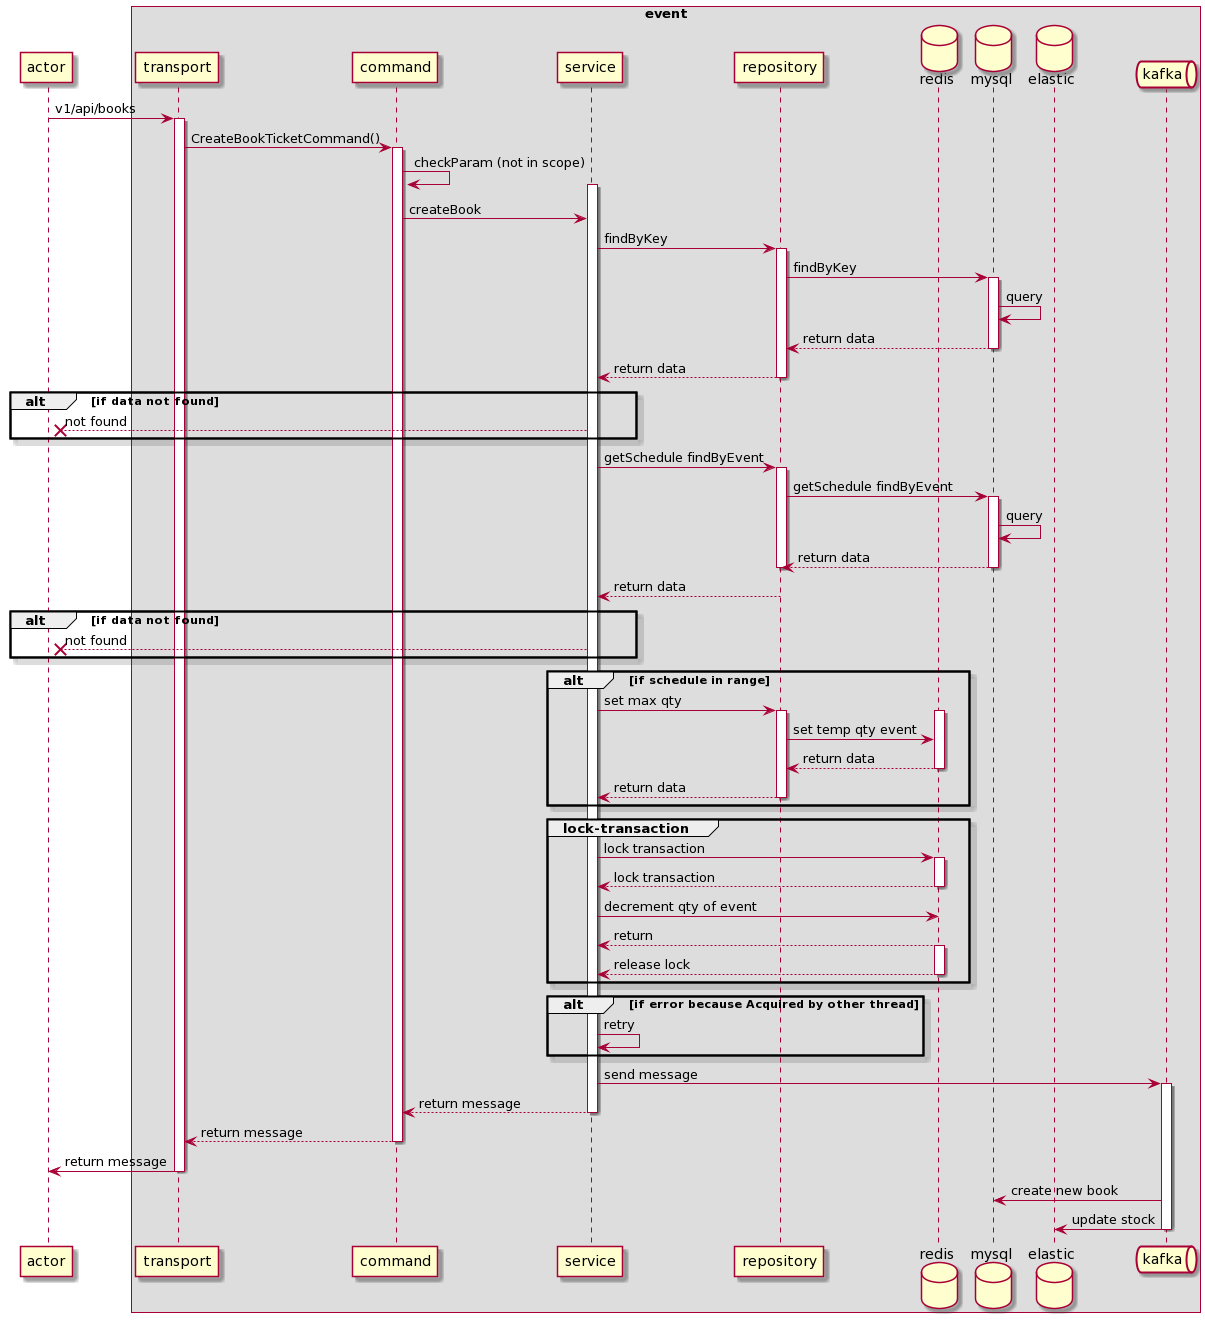 event
actor
transport
command
service
repository
redis
mysql
elastic
kafka
v1/api/books
CreateBookTicketCommand()
checkParam (not in scope)
createBook
findByKey
findByKey
query
return data
return data
alt [if data not found]
not found
getSchedule findByEvent
getSchedule findByEvent
query
return data
return data
alt [if data not found]
not found
alt [if schedule in range]
set max qty
set temp qty event
return data
return data
lock-transaction
lock transaction
lock transaction
decrement qty of event
return
release lock
alt [if error because Acquired by other thread]
retry
send message
return message
return message
return message
create new book
update stock
actor
transport
command
service
repository
redis
mysql
elastic
kafka